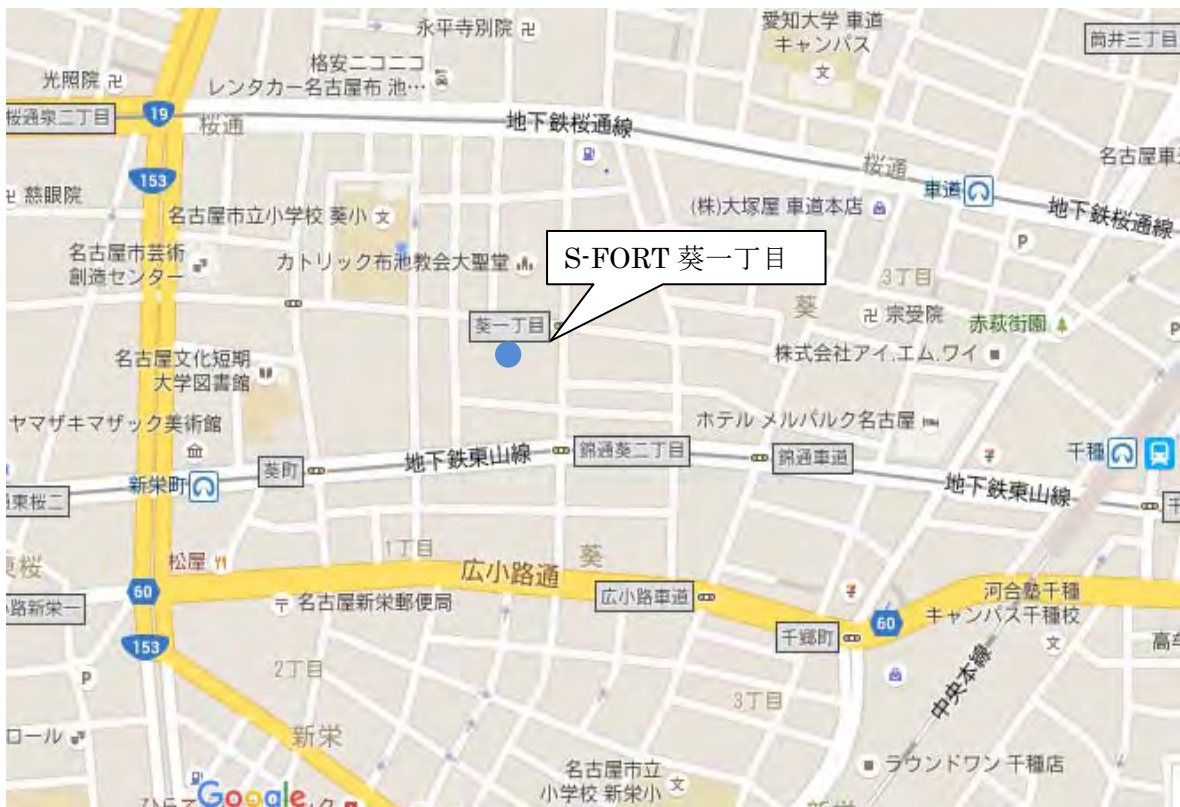 永平寺別院
愛知大学 車道
キャンパス
筒井三丁目
格安ニコニコ
レンタカー名古屋布 池…
光照院
桜通泉二丁目
19
桜通
地下鉄桜通線
153
慈眼院
名古屋市立小学校 葵小
(株)大塚屋 車道本店
桜通
車道
名古屋車
地下鉄桜通線
P
名古屋市芸術
創造センター
カトリック布池教会大聖堂
S-FORT 葵一丁目
3丁目
葵
宗受院
赤萩街園
P
葵一丁目
株式会社アイ.エム.ワイ
名古屋文化短期
大学図書館
ヤマザキマザック美術館
ホテル メルパルク名古屋
錦通葵二丁目
錦通車道
千種
葵町
地下鉄東山線
新栄町
東桜二
地下鉄東山線
千
1丁目
葵
松屋
広小路通
東桜
60
路新栄一
〒 名古屋新栄郵便局
広小路車道
河合塾千種
キャンパス千種校
60
千郷町
153
2丁目
P
中央本線
3丁目
新栄
ロール
名古屋市立
小学校 新栄小
ラウンドワン 千種店
Google